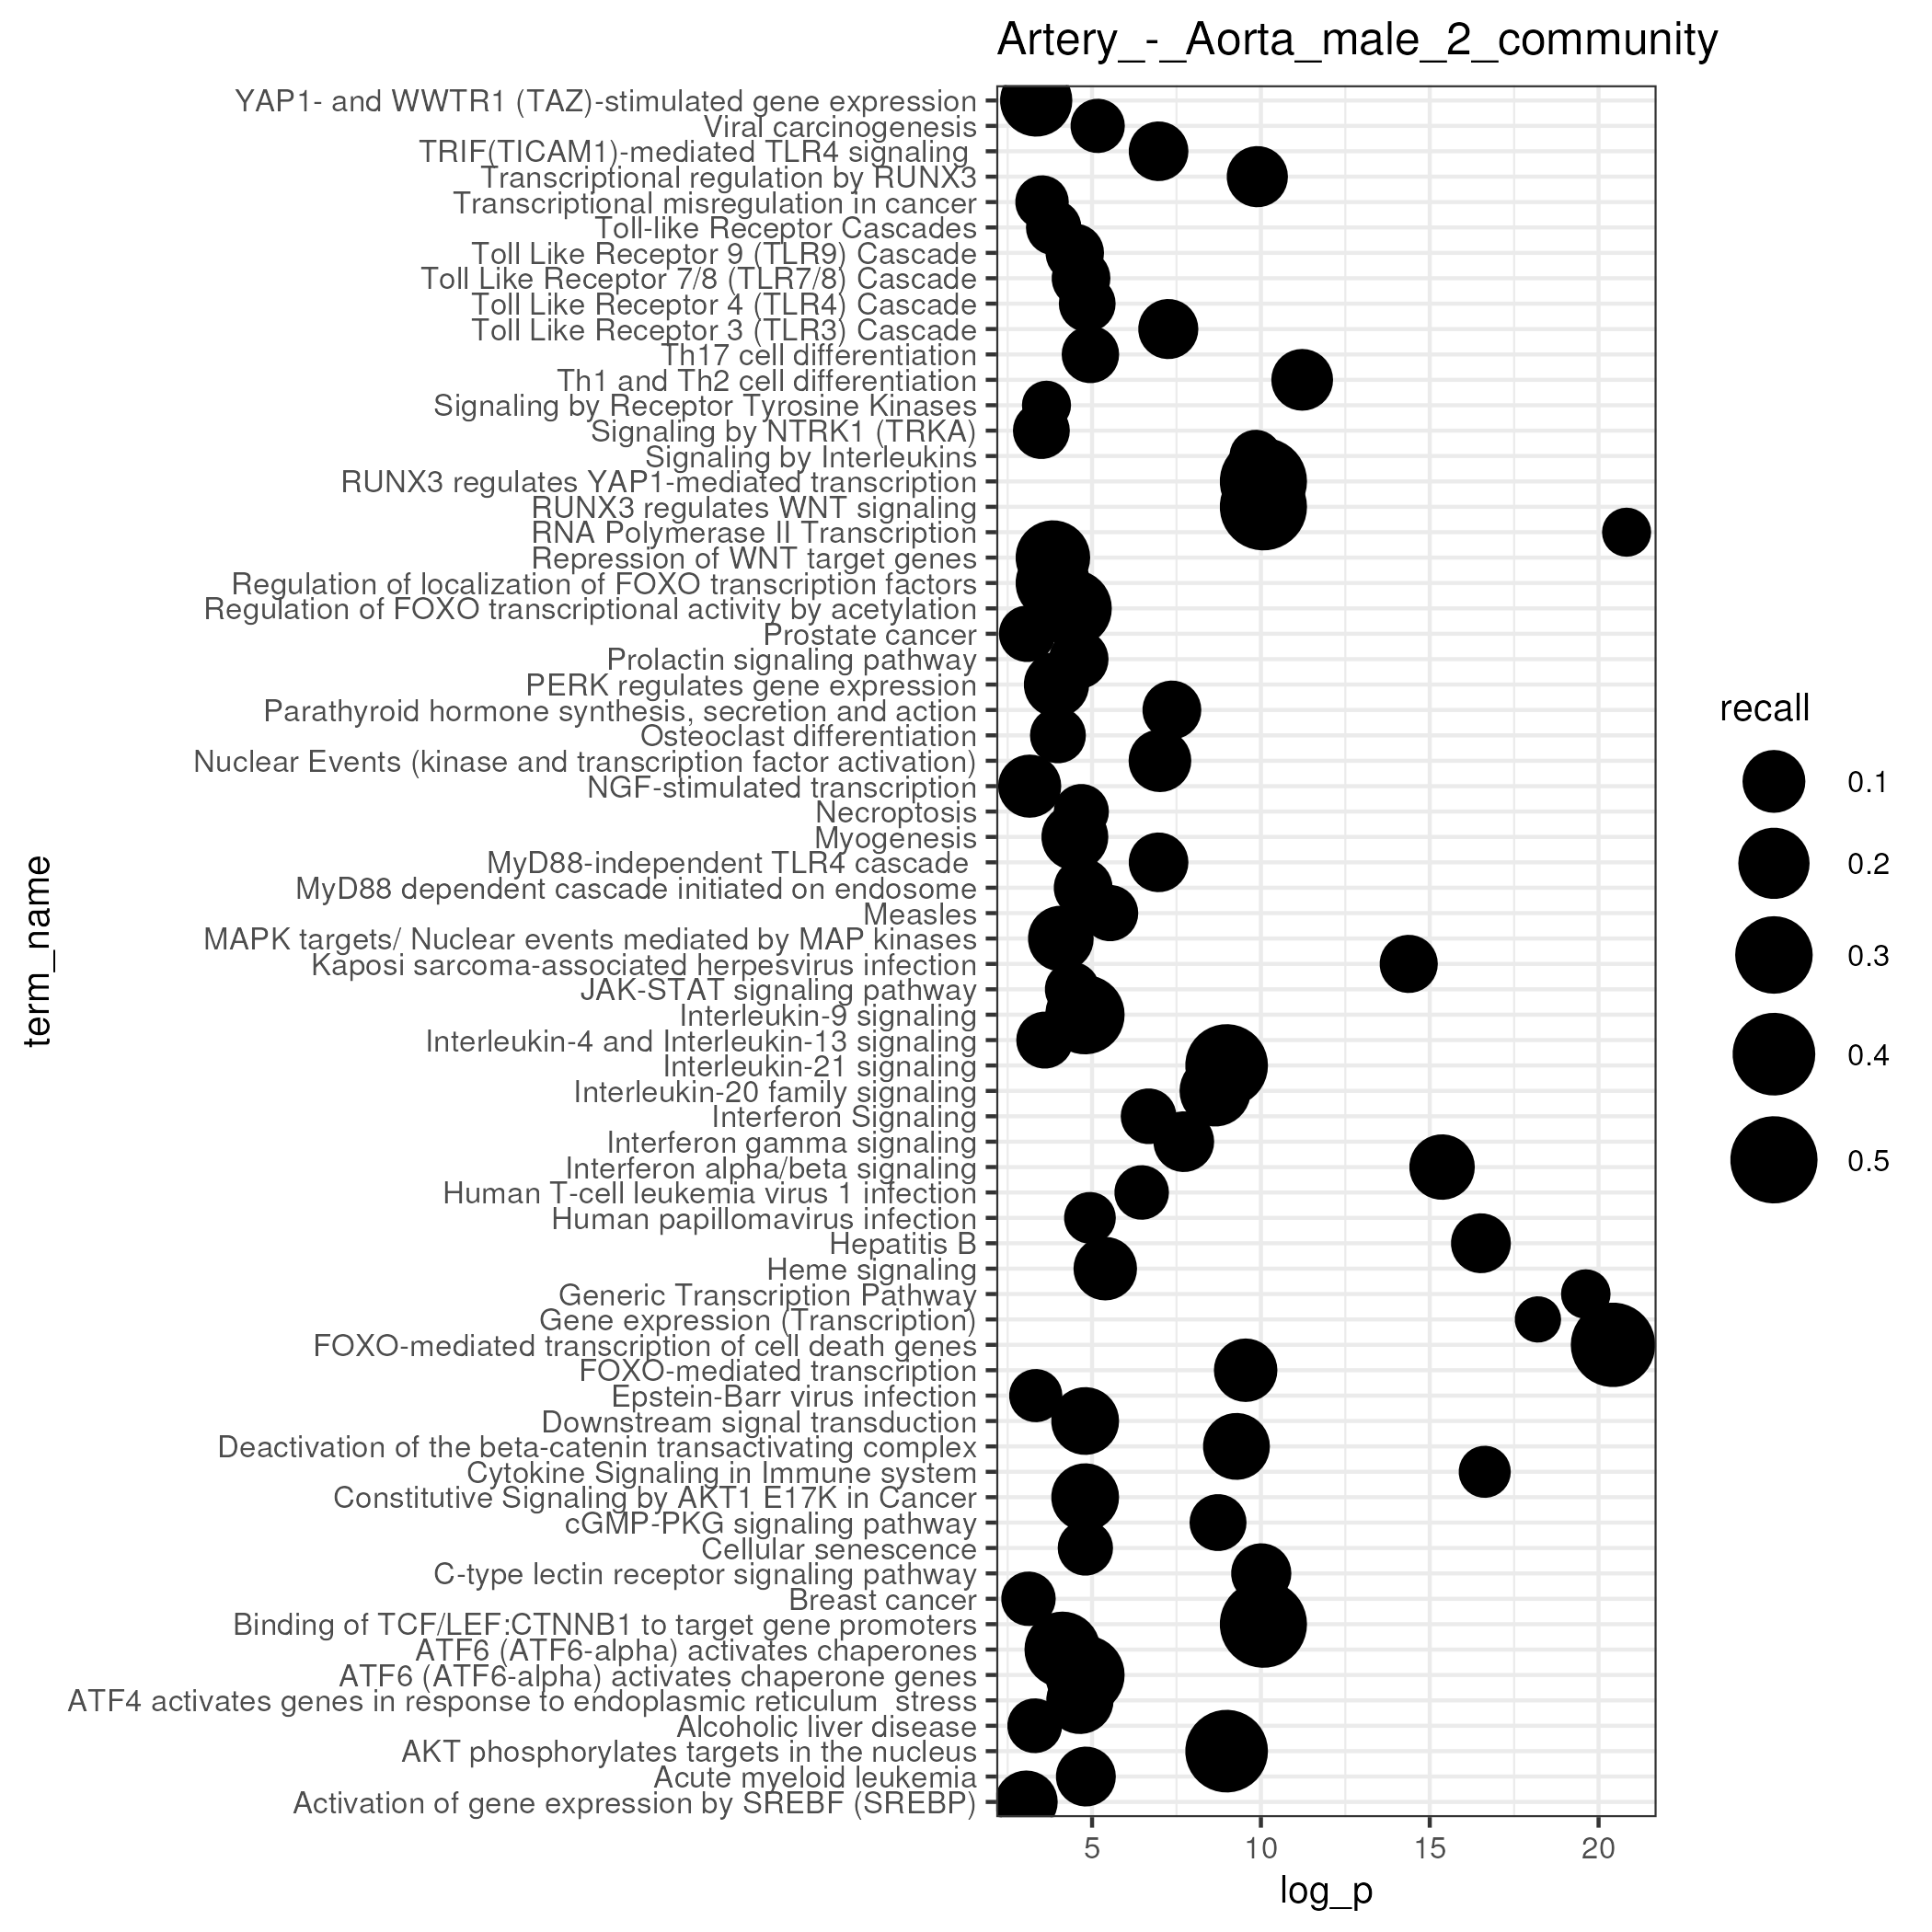 Artery_-_Aorta_male_2_community
YAP1- and WWTR1 (TAZ)-stimulated gene expression
Viral carcinogenesis
TRIF(TICAM1)-mediated TLR4 signaling
Transcriptional regulation by RUNX3
Transcriptional misregulation in cancer
Toll-like Receptor Cascades
Toll Like Receptor 9 (TLR9) Cascade
Toll Like Receptor 7/8 (TLR7/8) Cascade
Toll Like Receptor 4 (TLR4) Cascade
Toll Like Receptor 3 (TLR3) Cascade
Th17 cell differentiation
Th1 and Th2 cell differentiation
Signaling by Receptor Tyrosine Kinases
Signaling by NTRK1 (TRKA)
Signaling by Interleukins
RUNX3 regulates YAP1-mediated transcription
RUNX3 regulates WNT signaling
RNA Polymerase II Transcription
Repression of WNT target genes
Regulation of localization of FOXO transcription factors
Regulation of FOXO transcriptional activity by acetylation
Prostate cancer
Prolactin signaling pathway
PERK regulates gene expression
Parathyroid hormone synthesis, secretion and action
Osteoclast differentiation
Nuclear Events (kinase and transcription factor activation)
NGF-stimulated transcription
Necroptosis
Myogenesis
MyD88-independent TLR4 cascade
MyD88 dependent cascade initiated on endosome
Measles
MAPK targets/ Nuclear events mediated by MAP kinases
Kaposi sarcoma-associated herpesvirus infection
JAK-STAT signaling pathway
Interleukin-9 signaling
Interleukin-4 and Interleukin-13 signaling
Interleukin-21 signaling
Interleukin-20 family signaling
Interferon Signaling
Interferon gamma signaling
Interferon alpha/beta signaling
Human T-cell leukemia virus 1 infection
Human papillomavirus infection
Hepatitis B
Heme signaling
Generic Transcription Pathway
Gene expression (Transcription)
FOXO-mediated transcription of cell death genes
FOXO-mediated transcription
Epstein-Barr virus infection
Downstream signal transduction
Deactivation of the beta-catenin transactivating complex
Cytokine Signaling in Immune system
Constitutive Signaling by AKT1 E17K in Cancer
cGMP-PKG signaling pathway
Cellular senescence
C-type lectin receptor signaling pathway
Breast cancer
Binding of TCF/LEF:CTNNB1 to target gene promoters
ATF6 (ATF6-alpha) activates chaperones
ATF6 (ATF6-alpha) activates chaperone genes
ATF4 activates genes in response to endoplasmic reticulum  stress
Alcoholic liver disease
AKT phosphorylates targets in the nucleus
Acute myeloid leukemia
Activation of gene expression by SREBF (SREBP)
term_name
5 10 15 20
log_p
recall
0.1
0.2
0.3
0.4
0.5